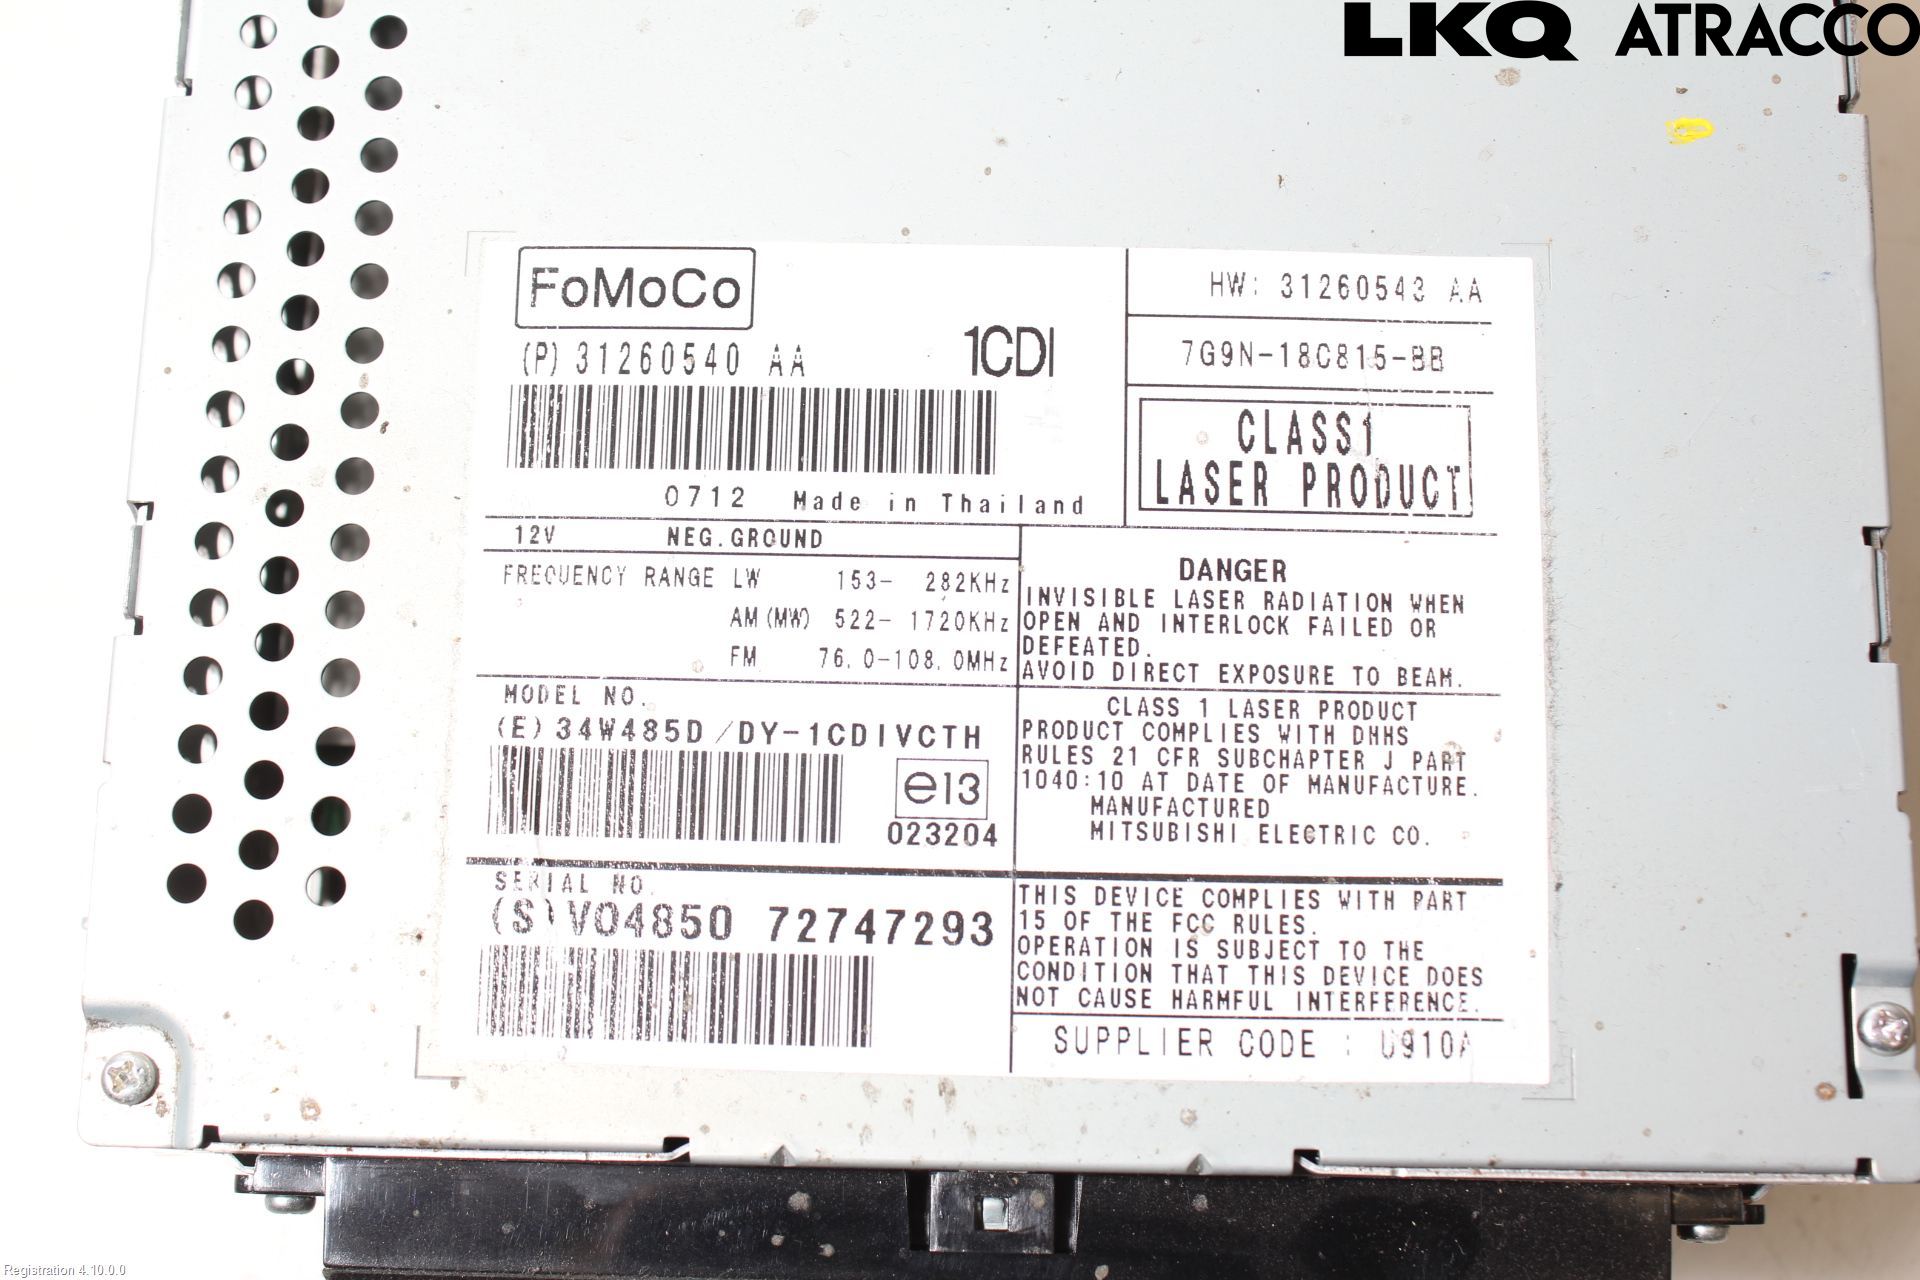 LKQ ATRACCO
FoMoCo
(P) 31260540 AA
1CDI
0712 Made in Thailand
HW: 31260543 AA
7G9N-18C815-BB
CLASS1
LASER PRODUCT
12V NEG.GROUND
FREQUENCY RANGE LW 153- 282KHz
AM(MW) 522- 1720KHz
FM 76.0-108.0MHz
DANGER
INVISIBLE LASER RADIATION WHEN
OPEN AND INTERLOCK FAILED OR
DEFEATED.
AVOID DIRECT EXPOSURE TO BEAM.
MODEL NO.
(E) 34W485D/DY-1CDIVCTH
e13
023204
CLASS 1 LASER PRODUCT
PRODUCT COMPLIES WITH DHHS
RULES 21 CFR SUBCHAPTER J PART
1040:10 AT DATE OF MANUFACTURE.
MANUFACTURED
MITSUBISHI ELECTRIC CO.
SERIAL NO.
(S) V04850 72747293
THIS DEVICE COMPLIES WITH PART
15 OF THE FCC RULES.
OPERATION IS SUBJECT TO THE
CONDITION THAT THIS DEVICE DOES
NOT CAUSE HARMFUL INTERFERENCE.
SUPPLIER CODE : U910A
Registration 4.10.0.0